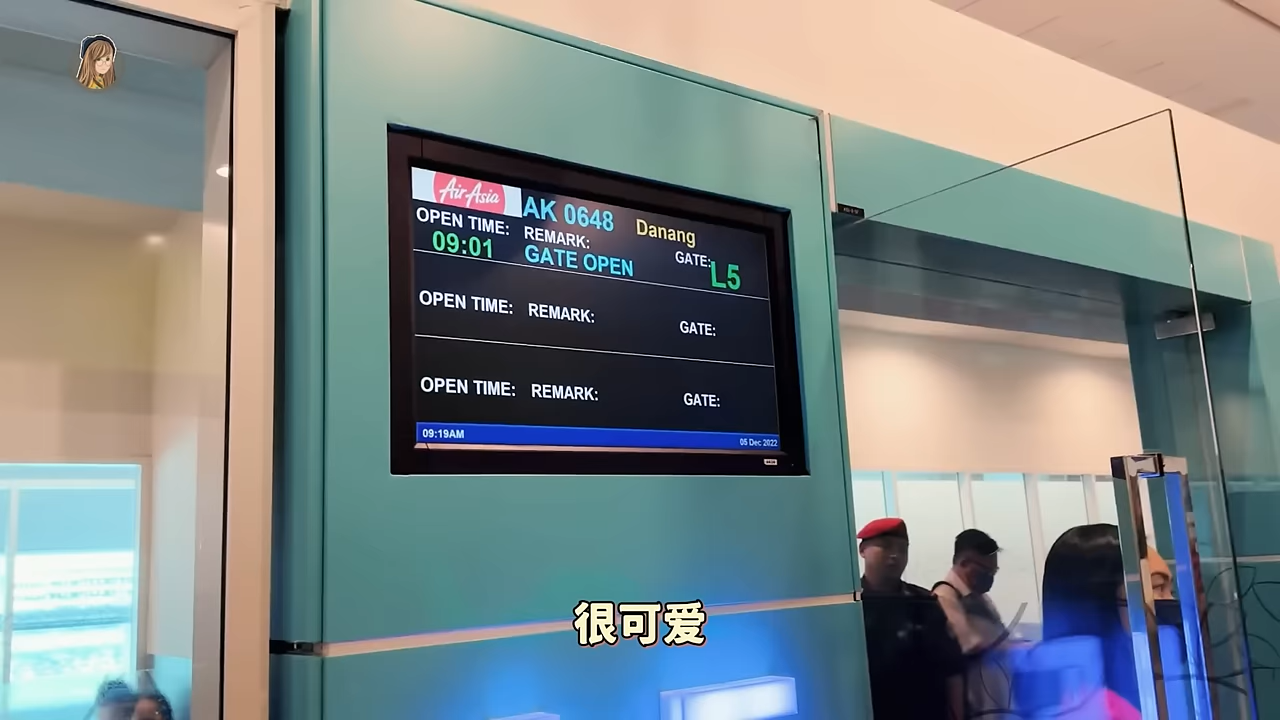 AirAsia AK 0648 Danang
OPEN TIME: REMARK: GATE:
09:01 GATE OPEN L5
OPEN TIME: REMARK: GATE:
OPEN TIME: REMARK: GATE:
09:19AM 05 Dec 2022
很可爱